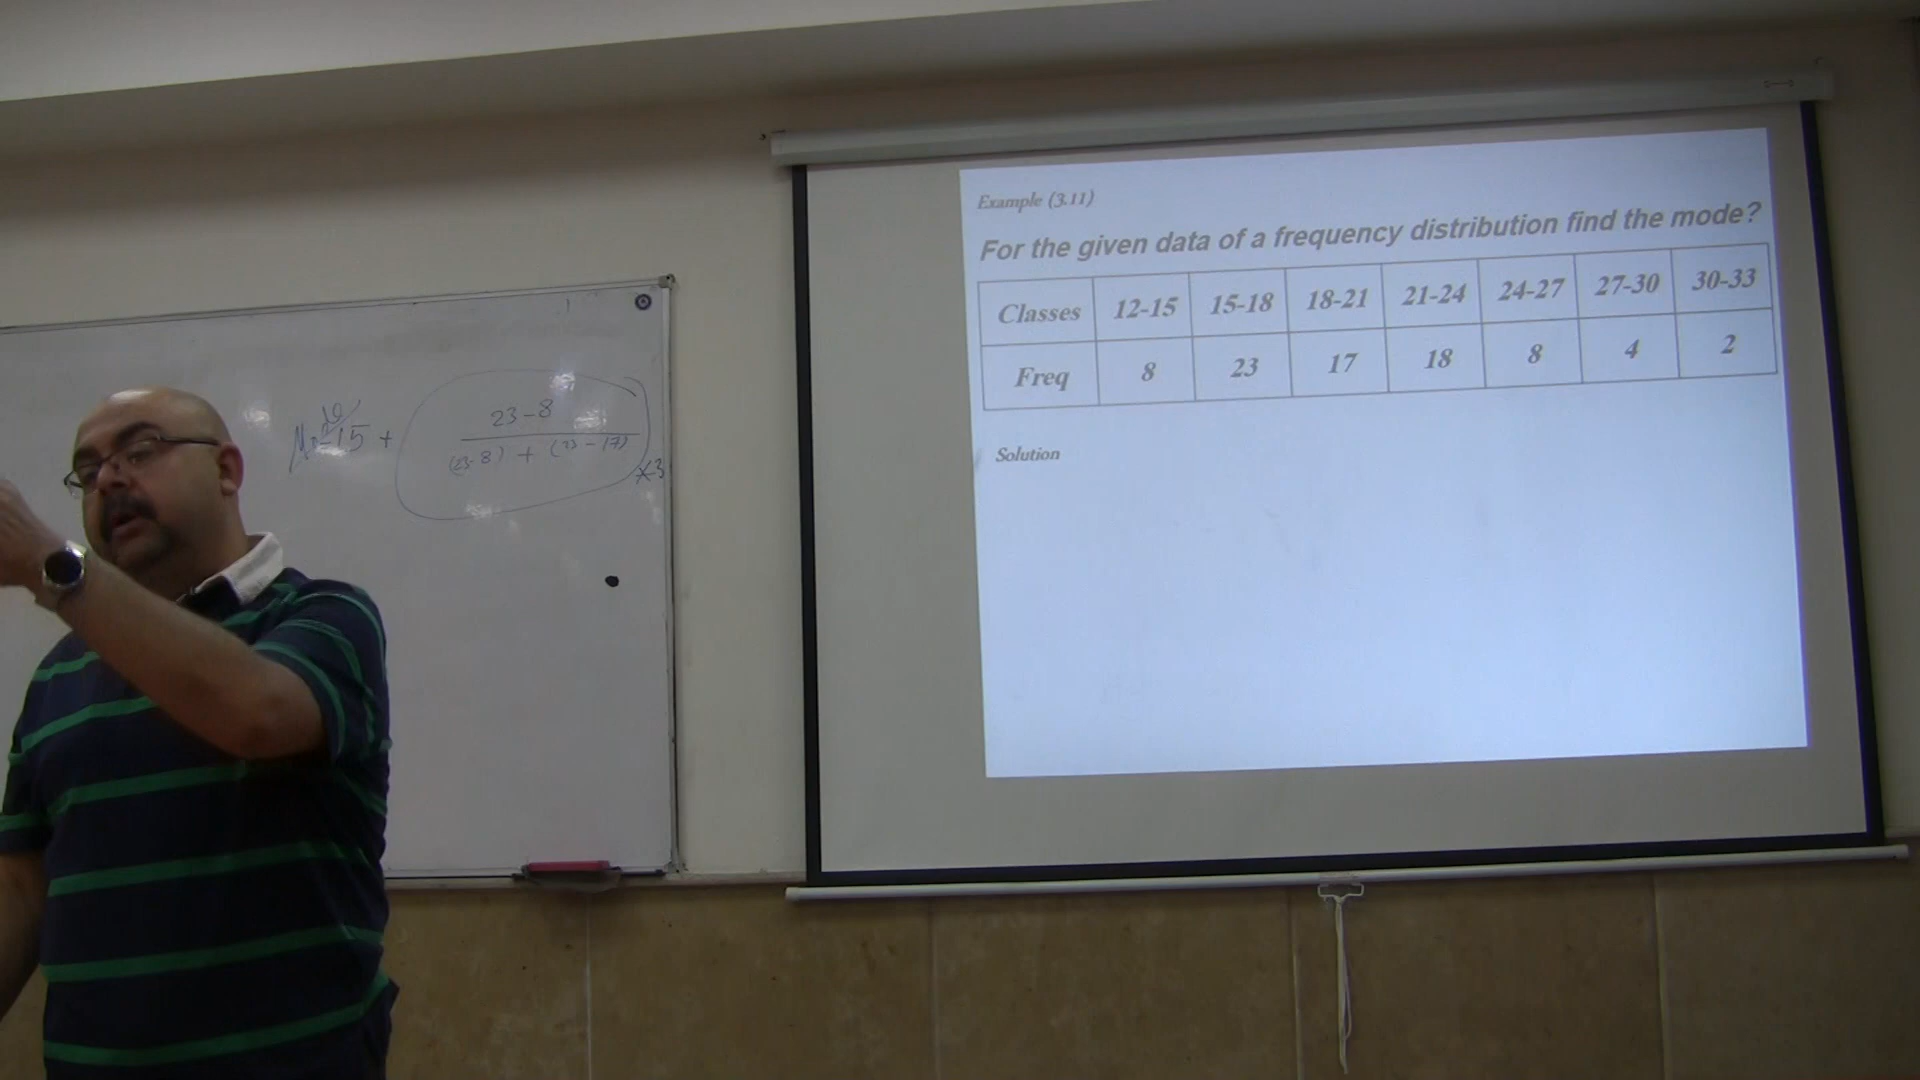 Mo=15 + 23-8
(23-8) + (23-17)
×3
Example (3.11)
For the given data of a frequency distribution find the mode?
Classes 12-15 15-18 18-21 21-24 24-27 27-30 30-33
Freq 8 23 17 18 8 4 2
Solution